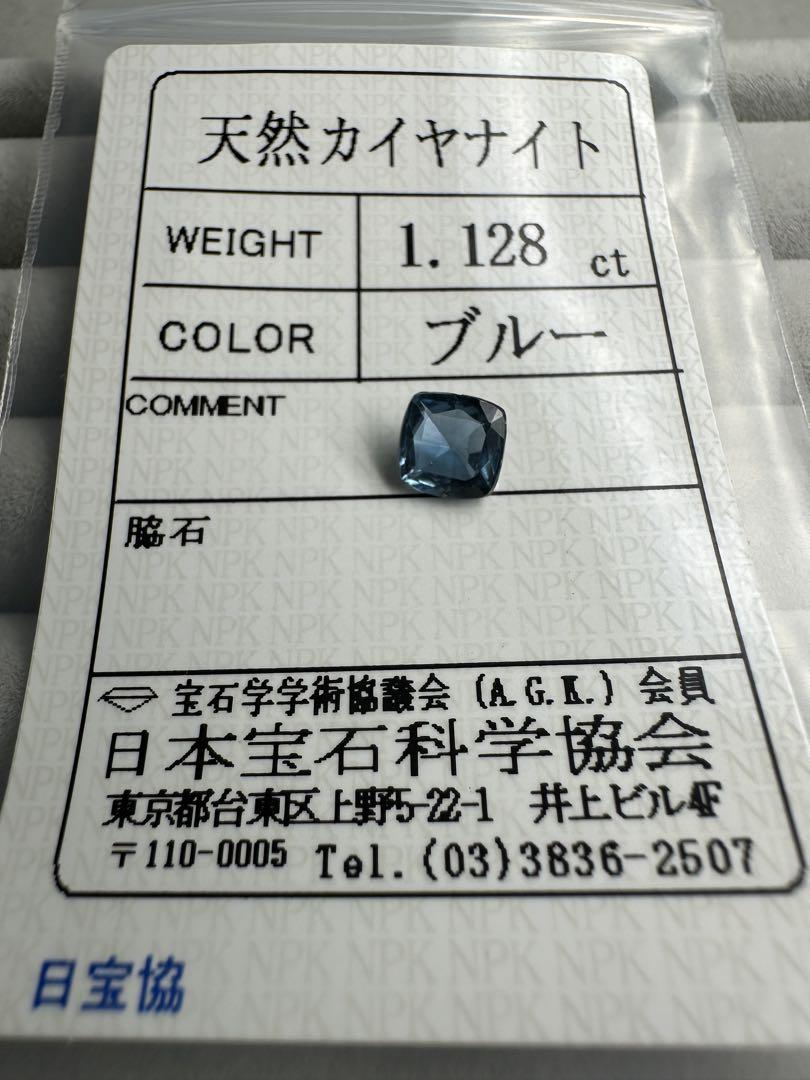 天然カイヤナイト
WEIGHT 1.128 ct
COLOR ブルー
COMMENT
脇石
宝石学学術協議会 (A.G.K.) 会員
日本宝石科学協会
東京都台東区上野5-22-1 井上ビル4F
〒110-0005 Tel.(03)3836-2507
日宝協